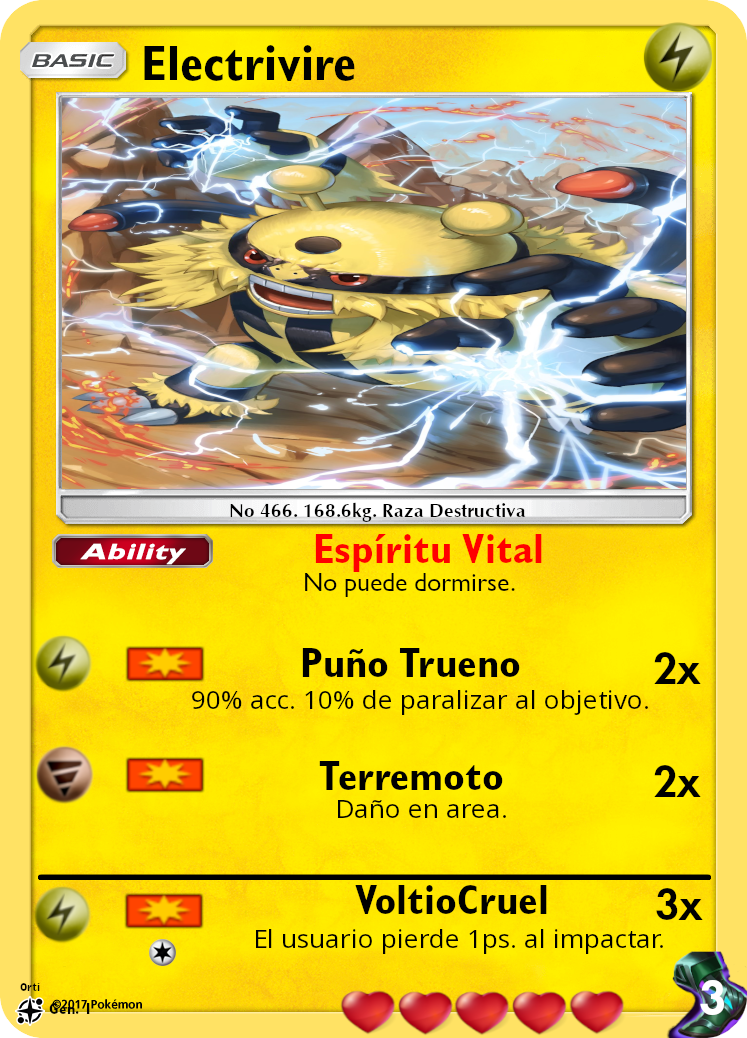 BASIC Electrivire
No 466. 168.6kg. Raza Destructiva
Ability Espíritu Vital
No puede dormirse.
Puño Trueno 2x
90% acc. 10% de paralizar al objetivo.
Terremoto 2x
Daño en area.
VoltioCruel 3x
El usuario pierde 1ps. al impactar.
3
Orti
©2017 Pokémon
Gen. 1